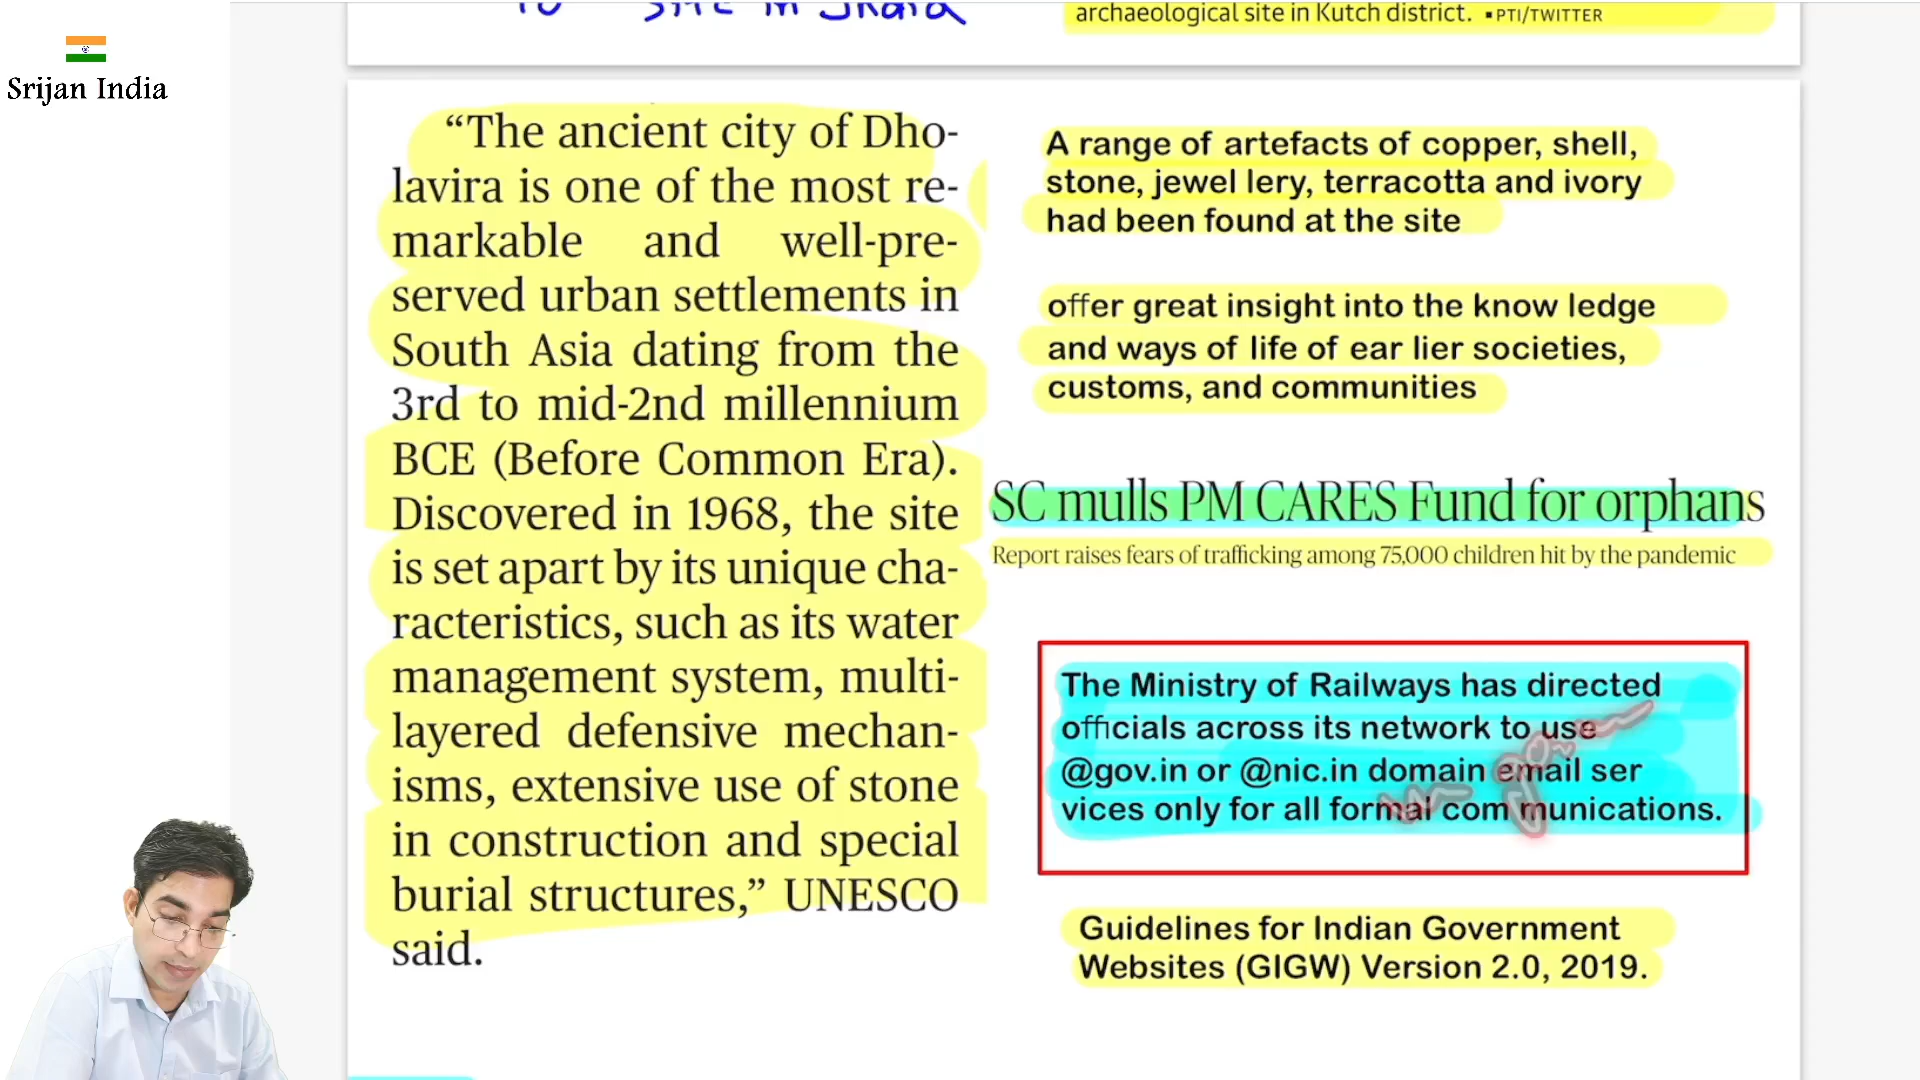 to site in India
archaeological site in Kutch district. ▪PTI/TWITTER
Srijan India
“The ancient city of Dho-
lavira is one of the most re-
markable and well-pre-
served urban settlements in
South Asia dating from the
3rd to mid-2nd millennium
BCE (Before Common Era).
Discovered in 1968, the site
is set apart by its unique cha-
racteristics, such as its water
management system, multi-
layered defensive mechan-
isms, extensive use of stone
in construction and special
burial structures,” UNESCO
said.
A range of artefacts of copper, shell,
stone, jewel lery, terracotta and ivory
had been found at the site
offer great insight into the know ledge
and ways of life of ear lier societies,
customs, and communities
SC mulls PM CARES Fund for orphans
Report raises fears of trafficking among 75,000 children hit by the pandemic
The Ministry of Railways has directed
officials across its network to use
@gov.in or @nic.in domain email ser
vices only for all formal com munications.
Guidelines for Indian Government
Websites (GIGW) Version 2.0, 2019.